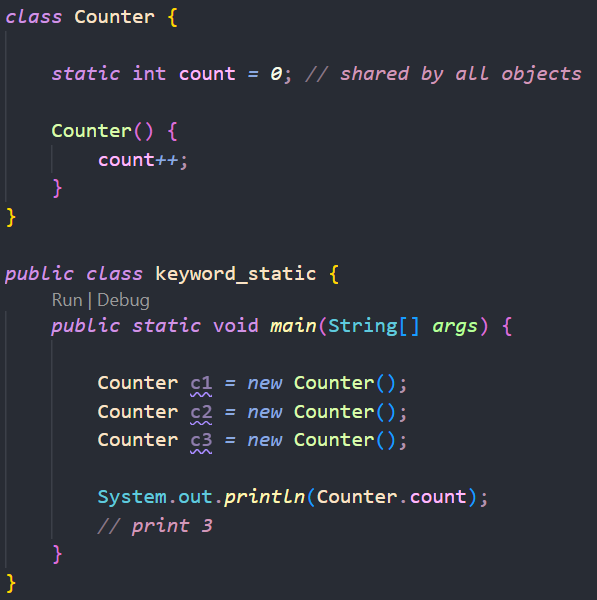 class Counter {
static int count = 0; // shared by all objects
Counter() {
count++;
}
}
public class keyword_static {
Run | Debug
public static void main(String[] args) {
Counter c1 = new Counter();
Counter c2 = new Counter();
Counter c3 = new Counter();
System.out.println(Counter.count);
// print 3
}
}